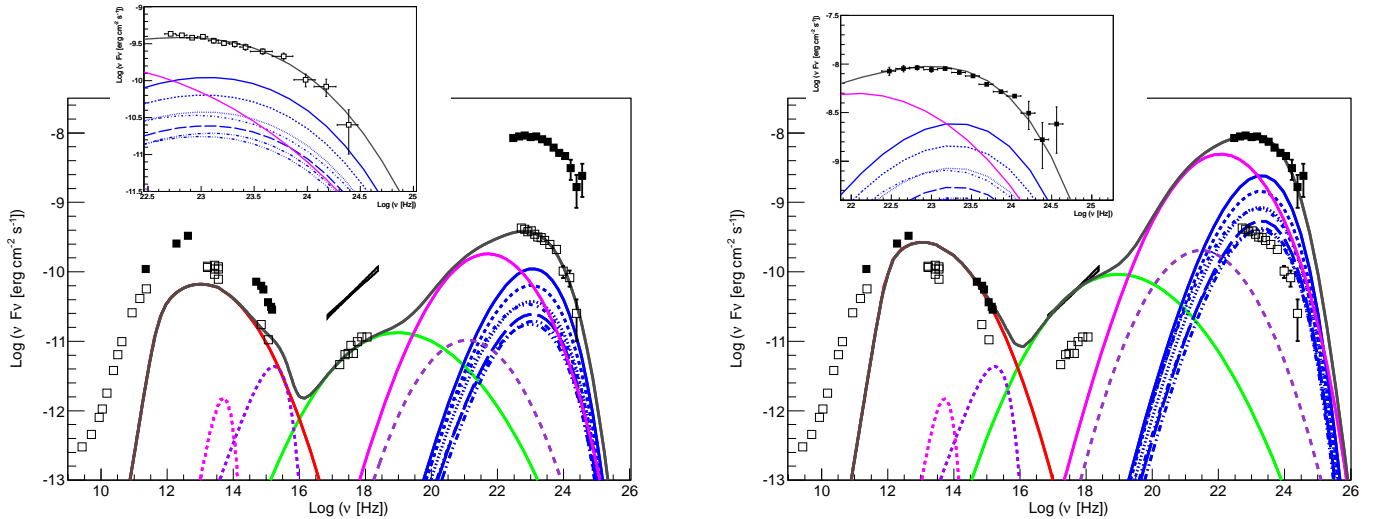 Log (ν Fν [erg cm⁻² s⁻¹])
-9
-9.5
-10
-10.5
-11
-11.5
22.5 23 23.5 24 24.5 25
Log (ν [Hz])
Log (ν Fν [erg cm⁻² s⁻¹])
-8
-9
-10
-11
-12
-13
10 12 14 16 18 20 22 24 26
Log (ν [Hz])
Log (ν Fν [erg cm⁻² s⁻¹])
-7.5
-8
-8.5
-9
22 22.5 23 23.5 24 24.5 25
Log (ν [Hz])
Log (ν Fν [erg cm⁻² s⁻¹])
-8
-9
-10
-11
-12
-13
10 12 14 16 18 20 22 24 26
Log (ν [Hz])